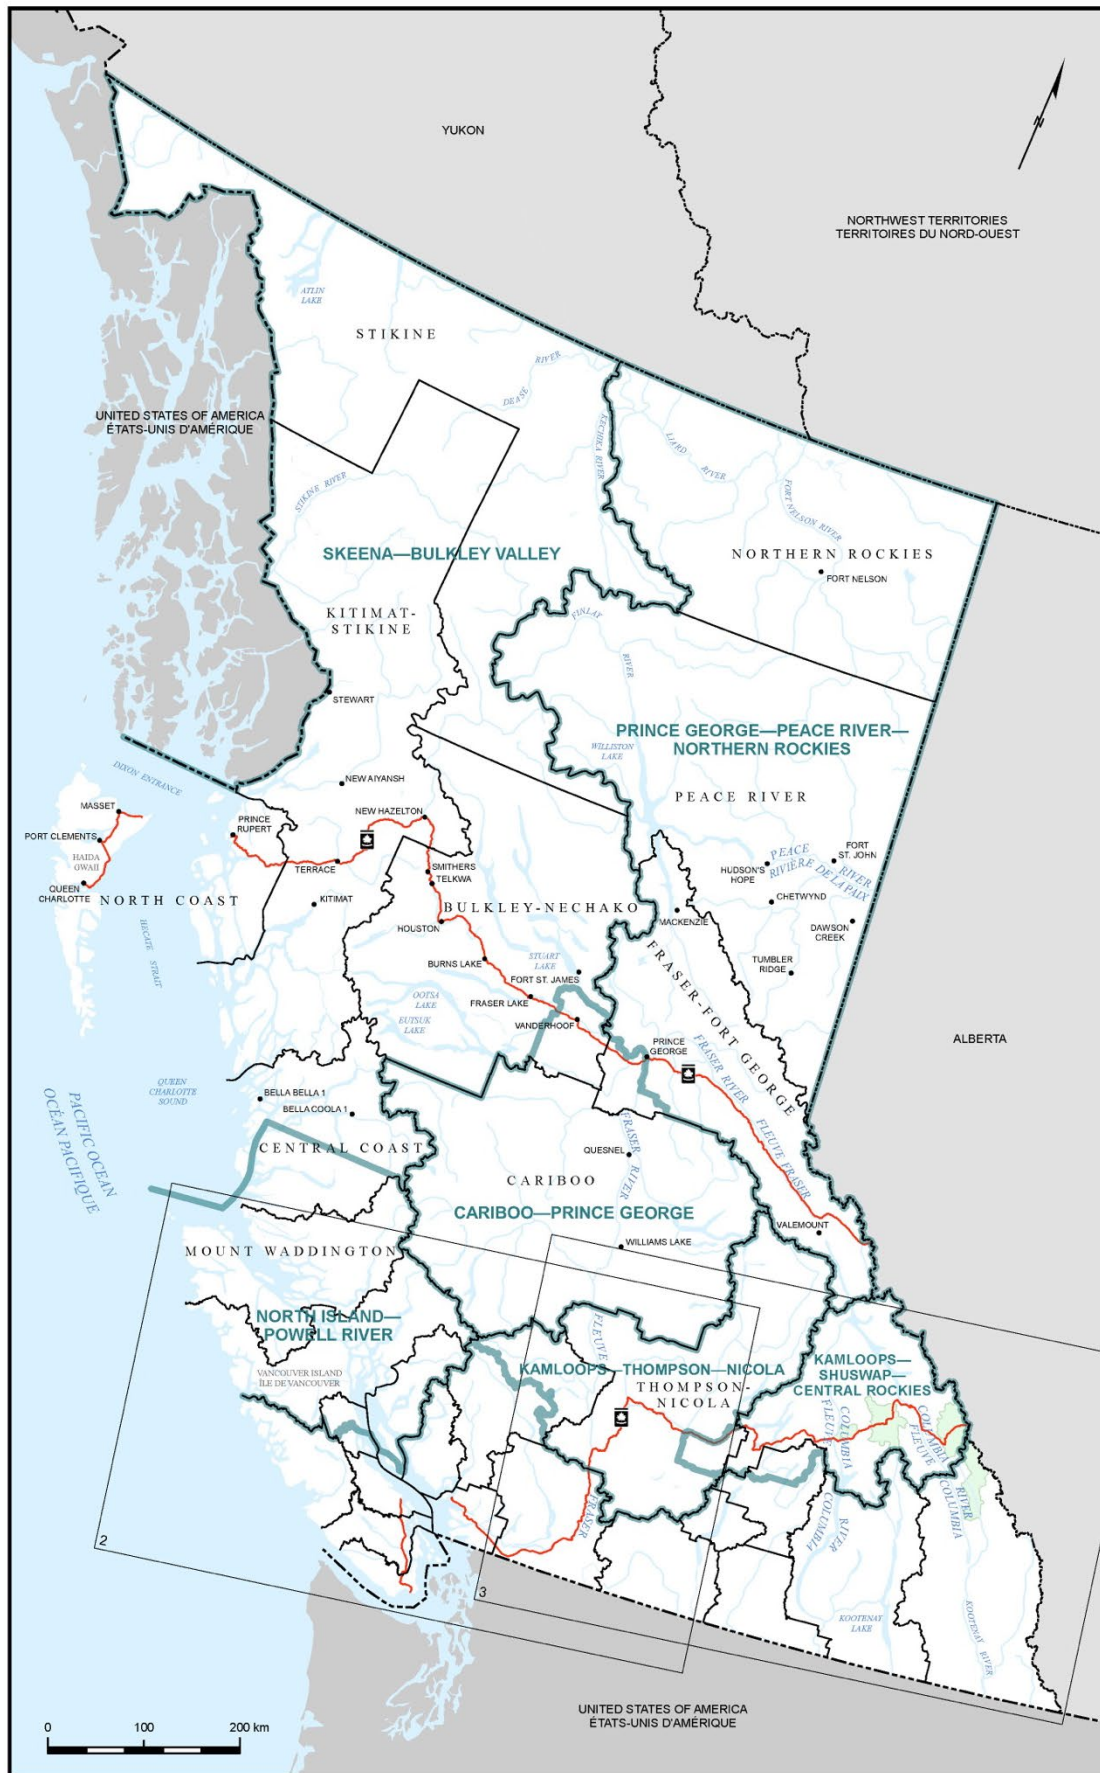 YUKON
NORTHWEST TERRITORIES
TERRITOIRES DU NORD-OUEST
N
ATLIN
LAKE
STIKINE
DEASE RIVER
UNITED STATES OF AMERICA
ÉTATS-UNIS D'AMÉRIQUE
KECHIKA RIVER
LIARD RIVER
FORT NELSON RIVER
STIKINE RIVER
SKEENA—BULKLEY VALLEY
NORTHERN ROCKIES
FORT NELSON
KITIMAT-
STIKINE
FINLAY RIVER
STEWART
PRINCE GEORGE—PEACE RIVER—
NORTHERN ROCKIES
WILLISTON
LAKE
DIXON ENTRANCE
NEW AIYANSH
PEACE RIVER
MASSET
PRINCE
RUPERT
NEW HAZELTON
PORT CLEMENTS
HAIDA
GWAII
TERRACE
SMITHERS
TELKWA
FORT
ST. JOHN
HUDSON'S
HOPE
PEACE RIVER
RIVIÈRE DE LA PAIX
QUEEN
CHARLOTTE
NORTH COAST
KITIMAT
BULKLEY-NECHAKO
MACKENZIE
CHETWYND
HOUSTON
DAWSON
CREEK
HECATE STRAIT
BURNS LAKE
STUART
LAKE
FORT ST. JAMES
TUMBLER
RIDGE
FRASER-FORT GEORGE
OOTSA
LAKE
EUTSUK
LAKE
FRASER LAKE
VANDERHOOF
PRINCE
GEORGE
ALBERTA
FRASER RIVER
FLEUVE FRASER
QUEEN
CHARLOTTE
SOUND
BELLA BELLA 1
BELLA COOLA 1
PACIFIC OCEAN
OCÉAN PACIFIQUE
CENTRAL COAST
FRASER RIVER
QUESNEL
CARIBOO
CARIBOO—PRINCE GEORGE
VALEMOUNT
WILLIAMS LAKE
MOUNT WADDINGTON
NORTH ISLAND—
POWELL RIVER
FLEUVE
VANCOUVER ISLAND
ÎLE DE VANCOUVER
KAMLOOPS—THOMPSON—NICOLA
THOMPSON-
NICOLA
KAMLOOPS—
SHUSWAP—
CENTRAL ROCKIES
COLUMBIA
FLEUVE
COLUMBIA
COLUMBIA
FLEUVE
RIVER
COLUMBIA
FRASER
RIVER
COLUMBIA
2
3
KOOTENAY
LAKE
KOOTENAY RIVER
UNITED STATES OF AMERICA
ÉTATS-UNIS D'AMÉRIQUE
0 100 200 km